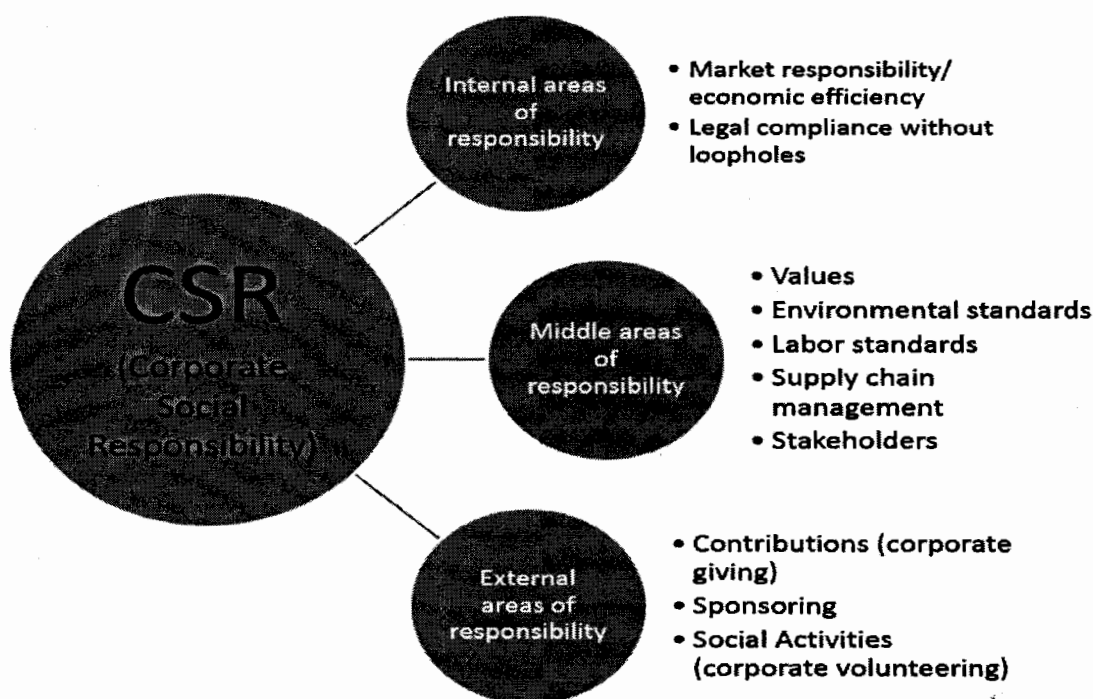 CSR
(Corporate
Social
Responsibility)
Internal areas
of
responsibility
• Market responsibility/
economic efficiency
• Legal compliance without
loopholes
Middle areas
of
responsibility
• Values
• Environmental standards
• Labor standards
• Supply chain
management
• Stakeholders
External
areas of
responsibility
• Contributions (corporate
giving)
• Sponsoring
• Social Activities
(corporate volunteering)